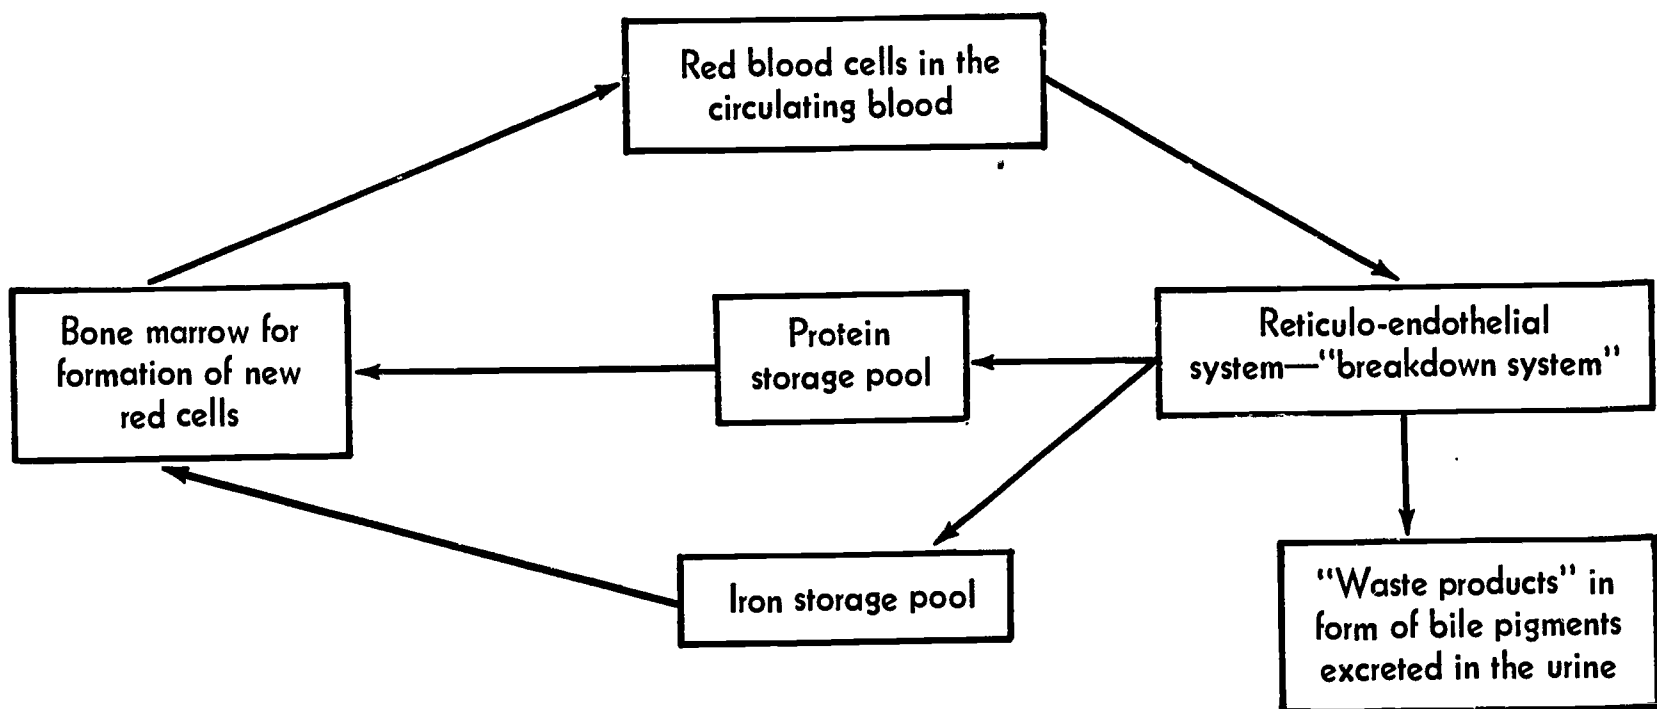 Red blood cells in the
circulating blood
Bone marrow for
formation of new
red cells
Protein
storage pool
Reticulo-endothelial
system—“breakdown system”
Iron storage pool
“Waste products” in
form of bile pigments
excreted in the urine